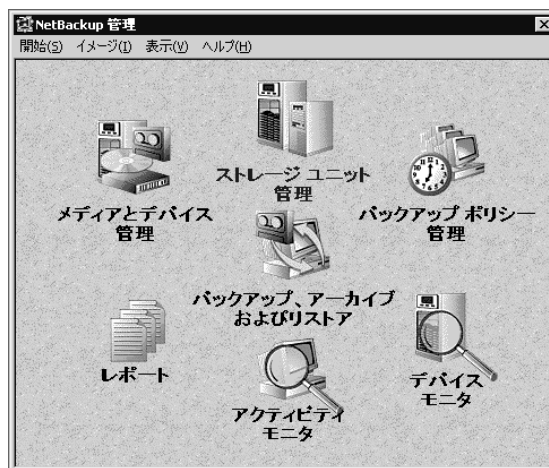 NetBackup 管理
開始(S) イメージ(I) 表示(V) ヘルプ(H)
ストレージ ユニット
管理
メディアとデバイス
管理
バックアップ ポリシー
管理
バックアップ、アーカイブ
およびリストア
レポート
デバイス
モニタ
アクティビティ
モニタ